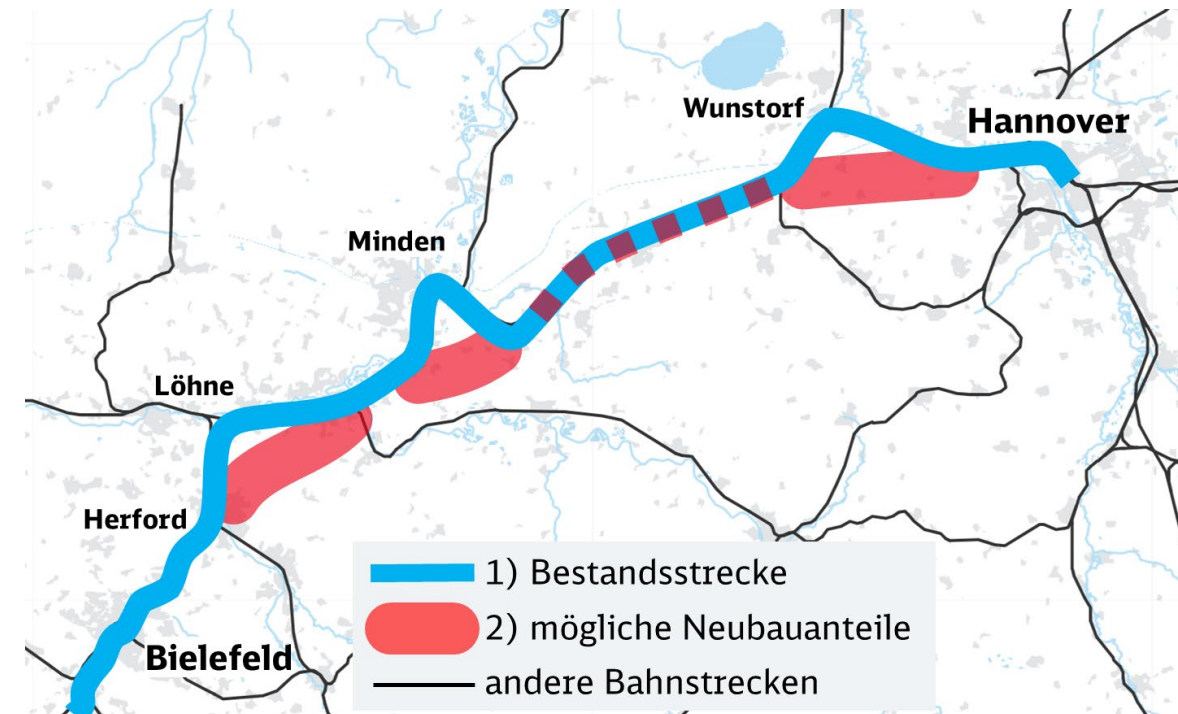 Wunstorf
Hannover
Minden
Löhne
Herford
Bielefeld
1) Bestandsstrecke
2) mögliche Neubauanteile
andere Bahnstrecken